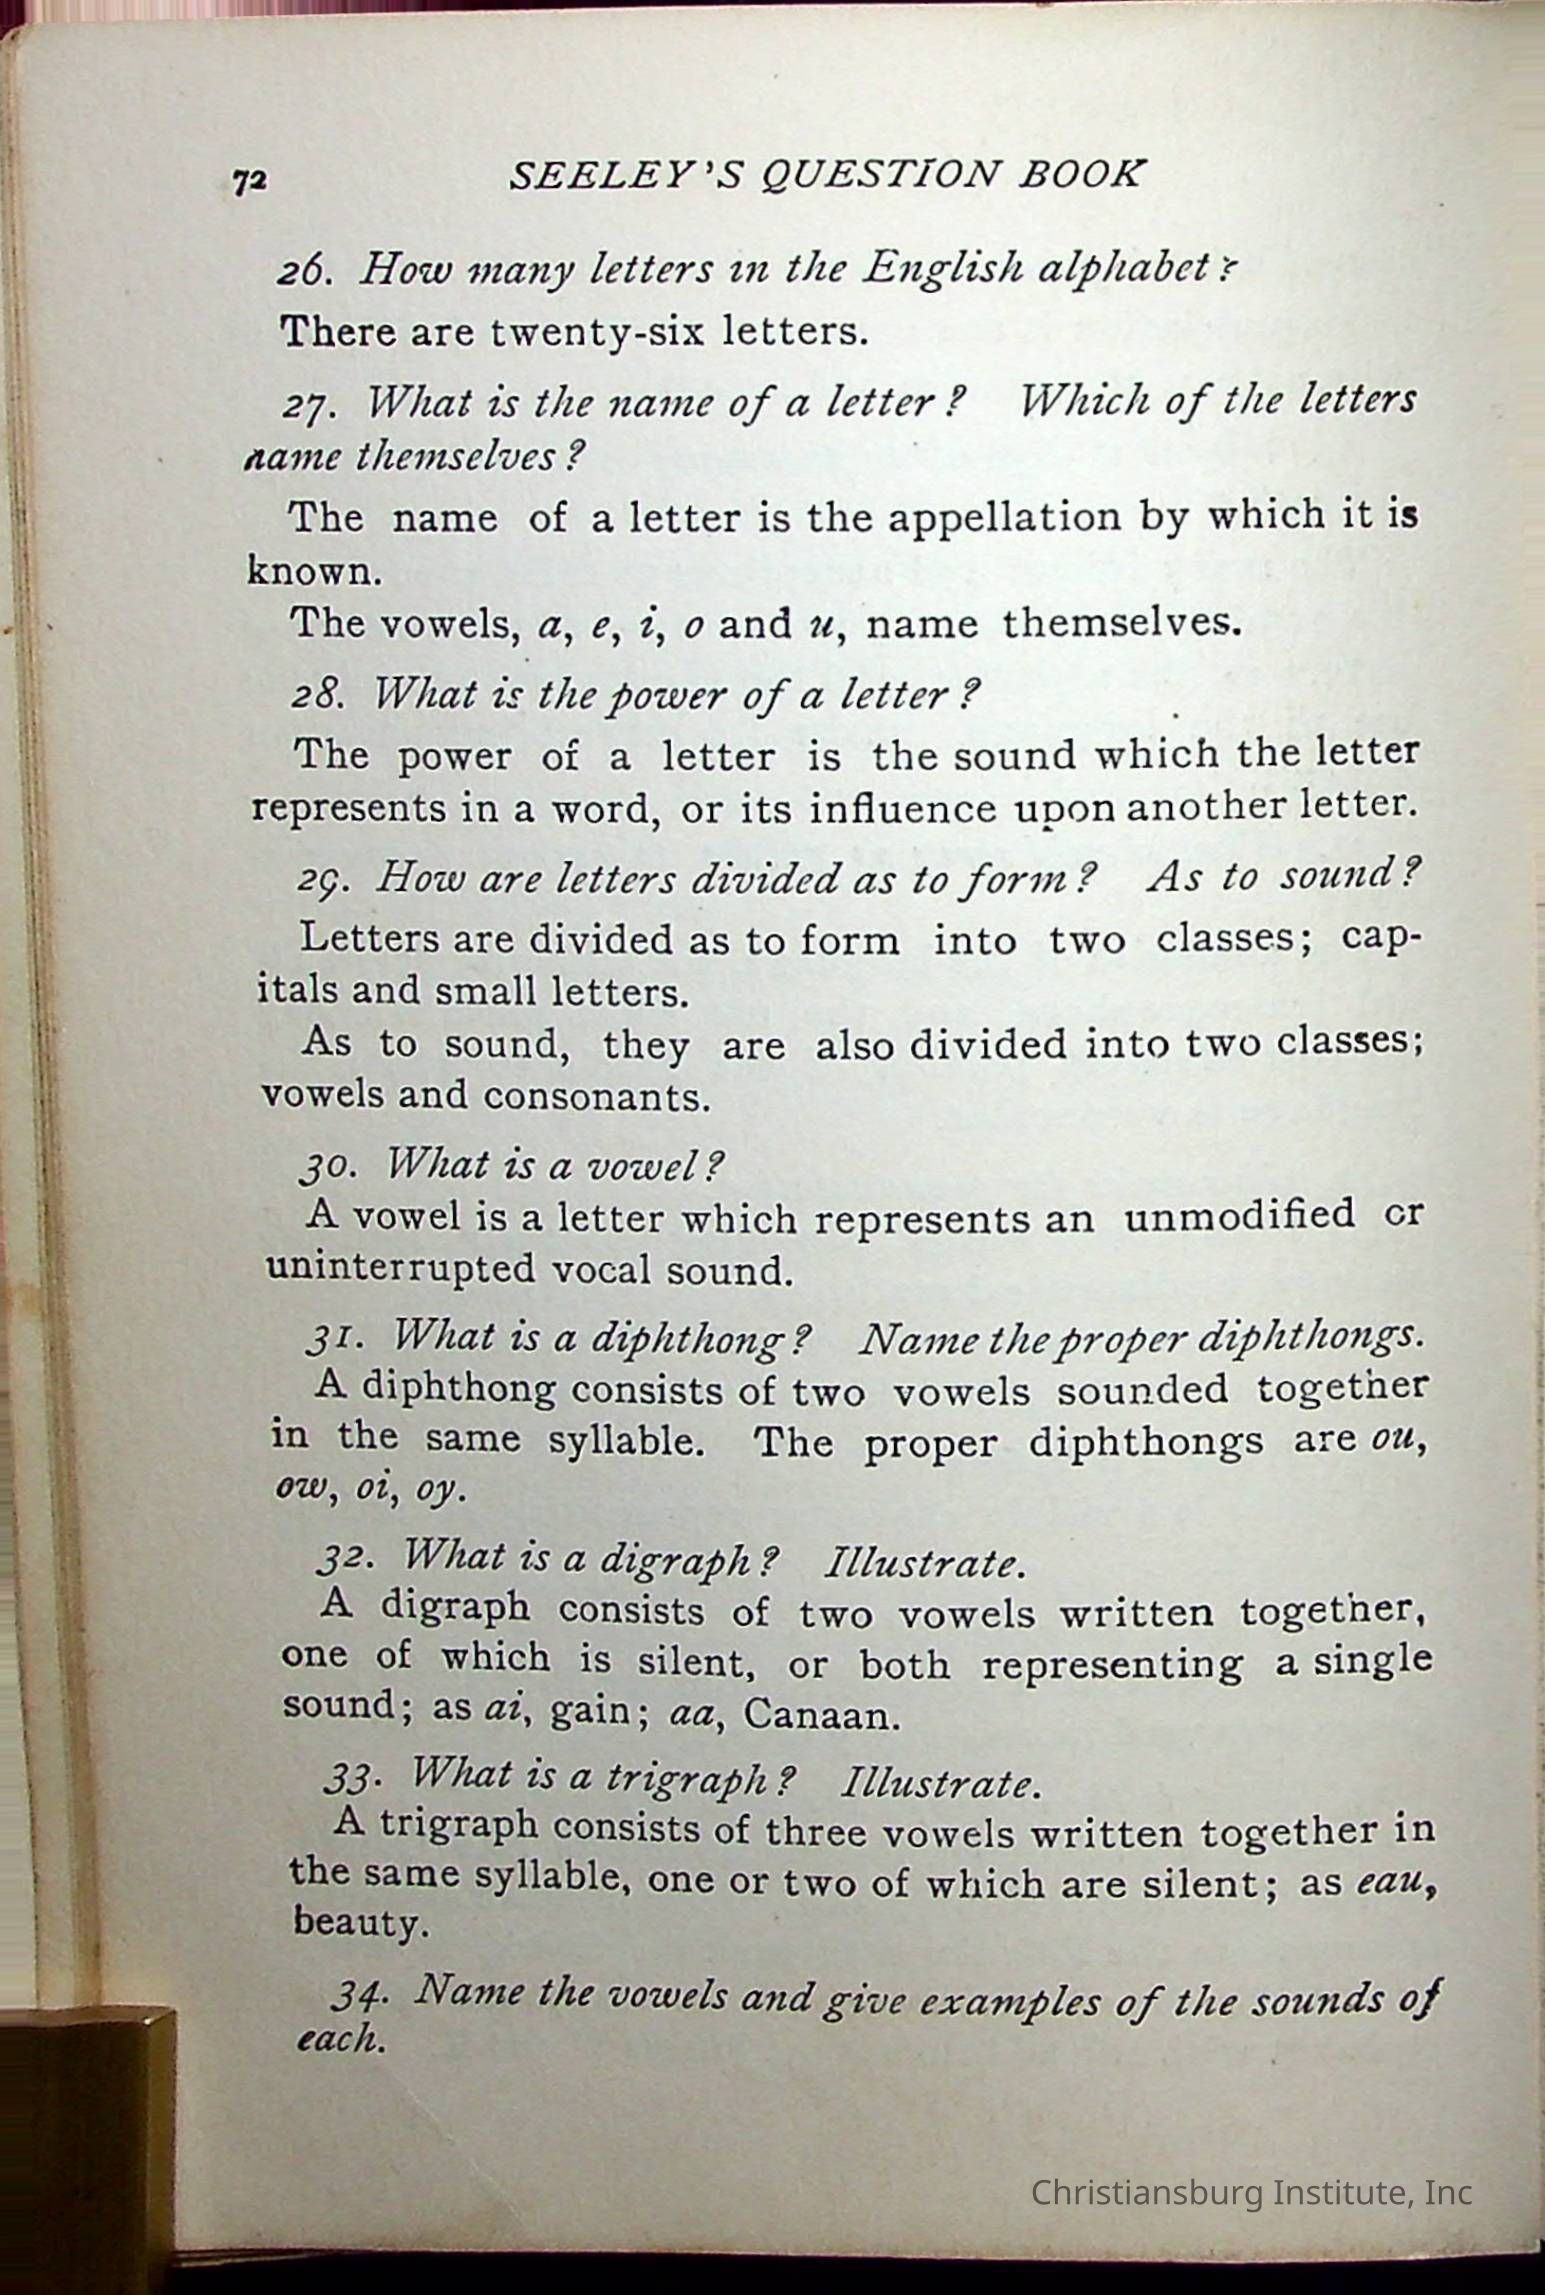 72 SEELEY'S QUESTION BOOK
26. How many letters in the English alphabet?
There are twenty-six letters.
27. What is the name of a letter? Which of the letters
name themselves?
The name of a letter is the appellation by which it is
known.
The vowels, a, e, i, o and u, name themselves.
28. What is the power of a letter?
The power of a letter is the sound which the letter
represents in a word, or its influence upon another letter.
29. How are letters divided as to form? As to sound?
Letters are divided as to form into two classes; cap-
itals and small letters.
As to sound, they are also divided into two classes;
vowels and consonants.
30. What is a vowel?
A vowel is a letter which represents an unmodified or
uninterrupted vocal sound.
31. What is a diphthong? Name the proper diphthongs.
A diphthong consists of two vowels sounded together
in the same syllable. The proper diphthongs are ou,
ow, oi, oy.
32. What is a digraph? Illustrate.
A digraph consists of two vowels written together,
one of which is silent, or both representing a single
sound; as ai, gain; aa, Canaan.
33. What is a trigraph? Illustrate.
A trigraph consists of three vowels written together in
the same syllable, one or two of which are silent; as eau,
beauty.
34. Name the vowels and give examples of the sounds of
each.
Christiansburg Institute, Inc